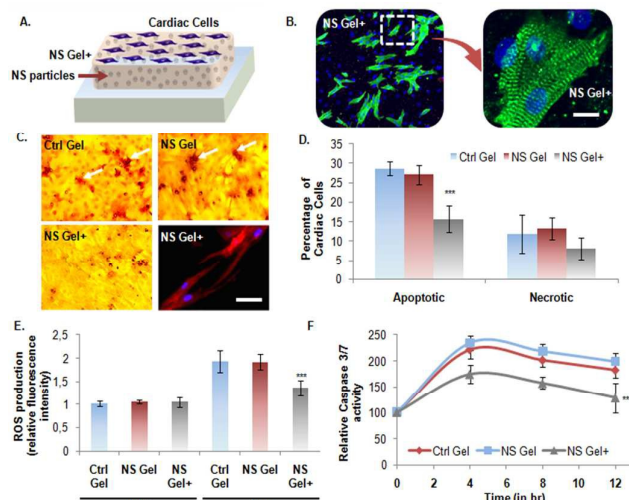 A.
Cardiac Cells
NS Gel+
NS particles
B.
NS Gel+
NS Gel+
C.
Ctrl Gel
NS Gel
NS Gel+
NS Gel+
D.
Ctrl Gel NS Gel NS Gel+
Percentage of
Cardiac Cells
35
30
25
20
15
10
5
0
***
Apoptotic Necrotic
E.
ROS production
(relative fluorescence
intensity)
2,5
2
1,5
1
0,5
0
***
Ctrl Gel
NS Gel
NS Gel+
Ctrl Gel
NS Gel
NS Gel+
F
Relative Caspase 3/7
activity
250
200
150
100
50
0
**
Ctrl Gel NS Gel NS Gel+
0 4 8 12
Time (in hr)